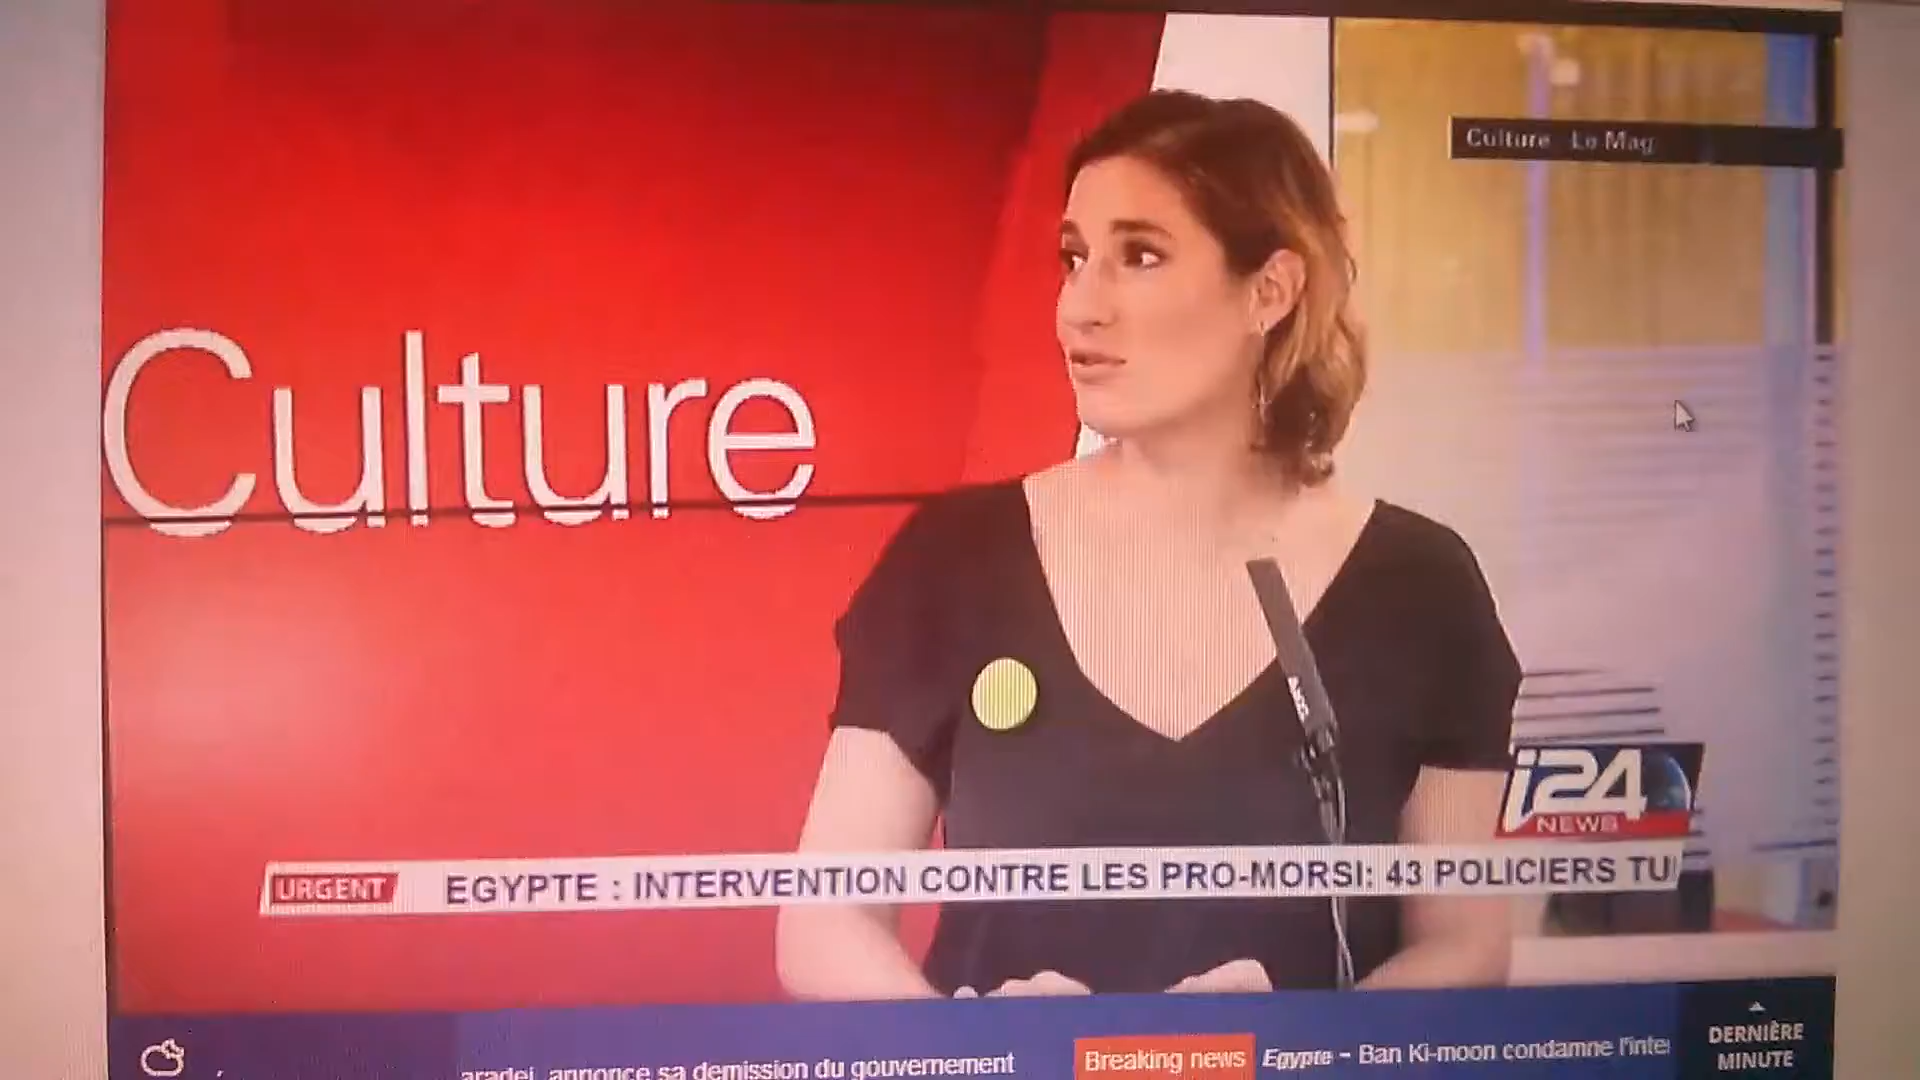 Culture Le Mag
Culture
i24
NEWS
URGENT
EGYPTE : INTERVENTION CONTRE LES PRO-MORSI: 43 POLICIERS TU
aradei, annonce sa demission du gouvernement
Breaking news
Egypte - Ban Ki-moon condamne l'inte
DERNIÈRE
MINUTE